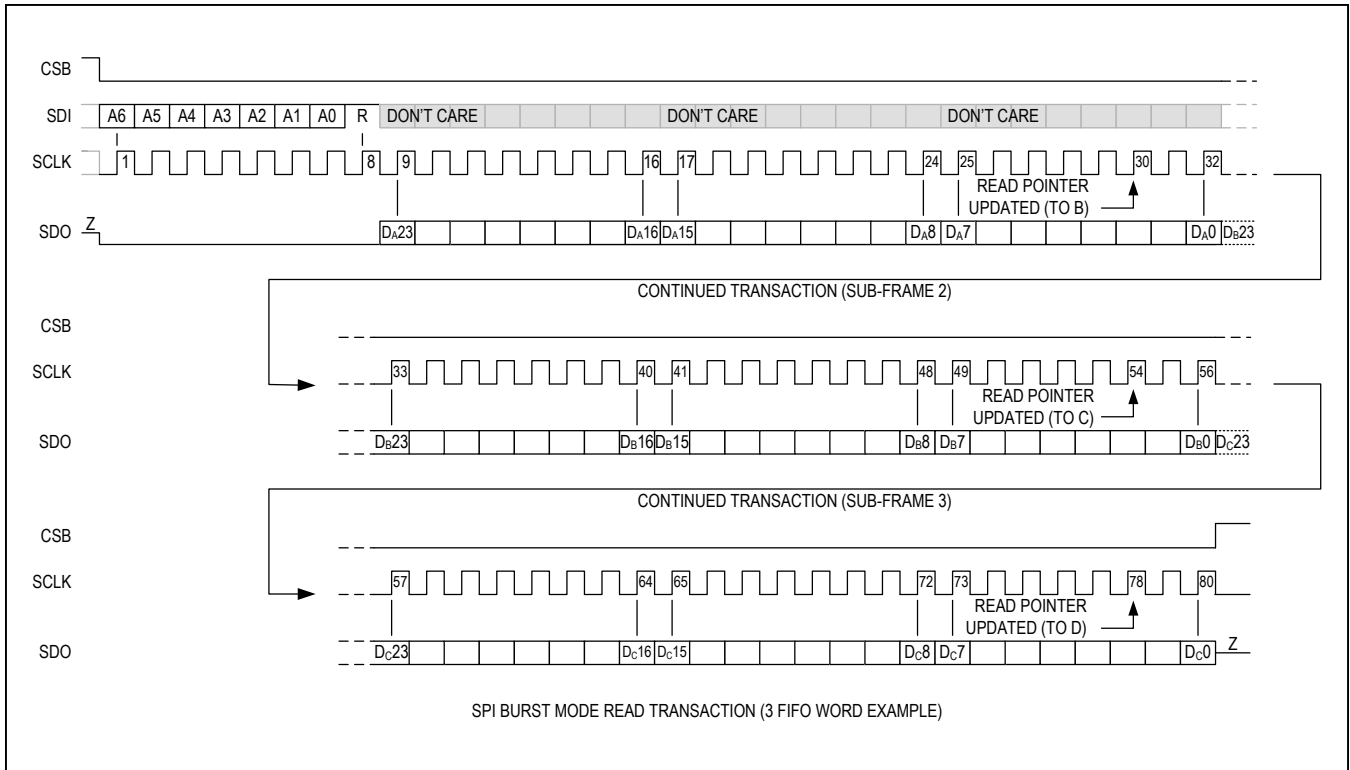 CSB
SDI A6 A5 A4 A3 A2 A1 A0 R DON'T CARE DON'T CARE DON'T CARE
SCLK 1 8 9 16 17 24 25 30 32
READ POINTER
UPDATED (TO B)
SDO Z DA23 DA16 DA15 DA8 DA7 DA0 DB23
CONTINUED TRANSACTION (SUB-FRAME 2)
CSB
SCLK 33 40 41 48 49 54 56
READ POINTER
UPDATED (TO C)
SDO DB23 DB16 DB15 DB8 DB7 DB0 DC23
CONTINUED TRANSACTION (SUB-FRAME 3)
CSB
SCLK 57 64 65 72 73 78 80
READ POINTER
UPDATED (TO D)
SDO DC23 DC16 DC15 DC8 DC7 DC0 Z
SPI BURST MODE READ TRANSACTION (3 FIFO WORD EXAMPLE)